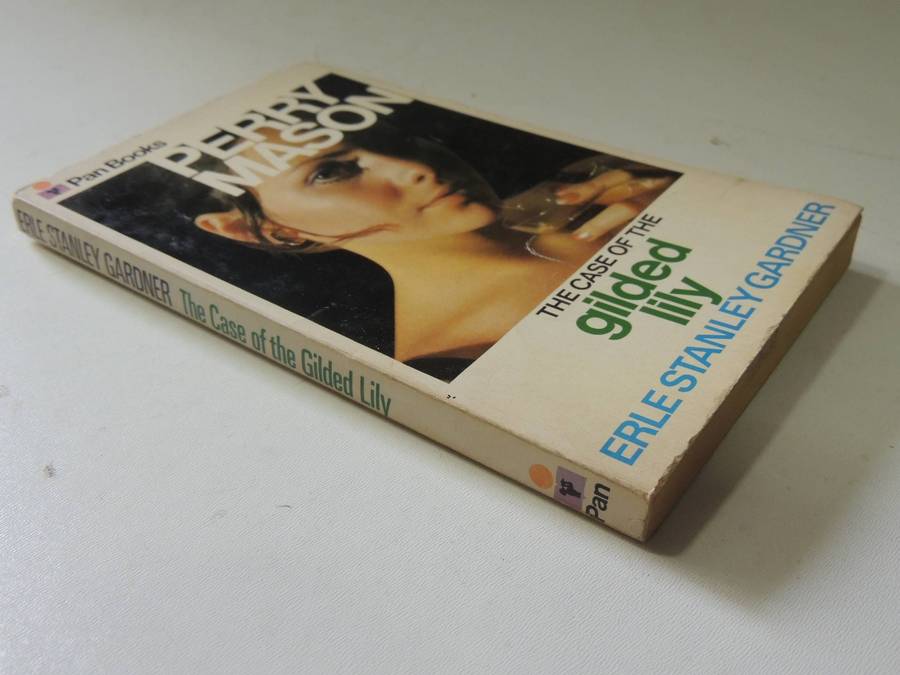 Pan Books
PERRY
MASON
THE CASE OF THE
gilded
lily
ERLE STANLEY GARDNER
ERLE STANLEY GARDNER The Case of the Gilded Lily
Pan